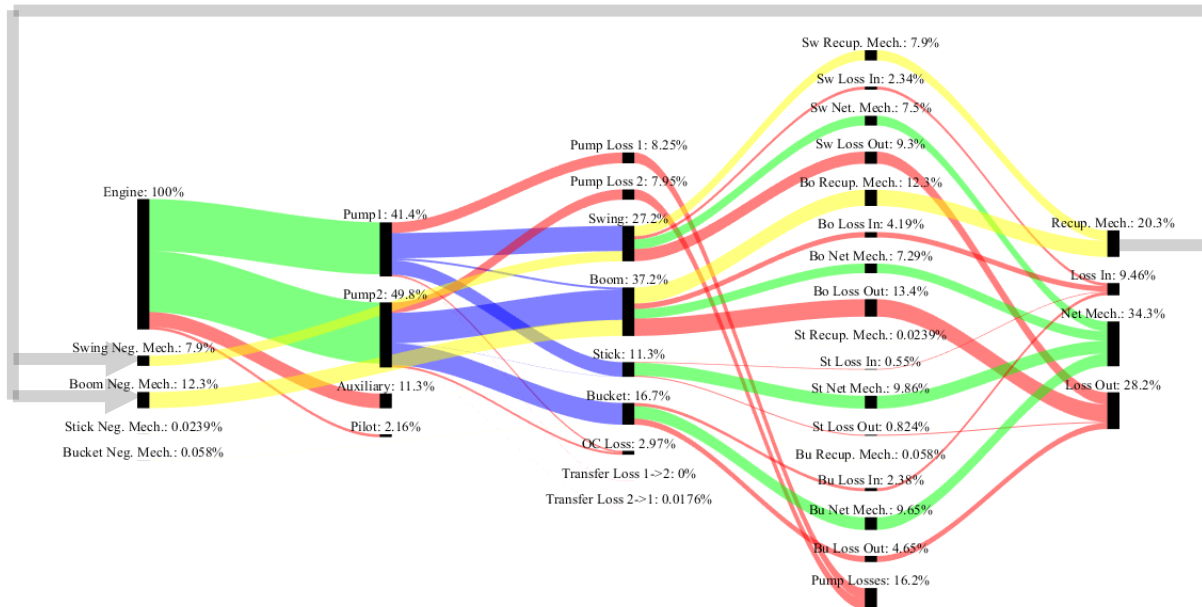 Engine: 100%
Swing Neg. Mech.: 7.9%
Boom Neg. Mech.: 12.3%
Stick Neg. Mech.: 0.0239%
Bucket Neg. Mech.: 0.058%
Pump1: 41.4%
Pump2: 49.8%
Auxiliary: 11.3%
Pilot: 2.16%
Pump Loss 1: 8.25%
Pump Loss 2: 7.95%
Swing: 27.2%
Boom: 37.2%
Stick: 11.3%
Bucket: 16.7%
OC Loss: 2.97%
Transfer Loss 1->2: 0%
Transfer Loss 2->1: 0.0176%
Sw Recup. Mech.: 7.9%
Sw Loss In: 2.34%
Sw Net. Mech.: 7.5%
Sw Loss Out: 9.3%
Bo Recup. Mech.: 12.3%
Bo Loss In: 4.19%
Bo Net Mech.: 7.29%
Bo Loss Out: 13.4%
St Recup. Mech.: 0.0239%
St Loss In: 0.55%
St Net Mech.: 9.86%
St Loss Out: 0.824%
Bu Recup. Mech.: 0.058%
Bu Loss In: 2.38%
Bu Net Mech.: 9.65%
Bu Loss Out: 4.65%
Pump Losses: 16.2%
Recup. Mech.: 20.3%
Loss In: 9.46%
Net Mech.: 34.3%
Loss Out: 28.2%